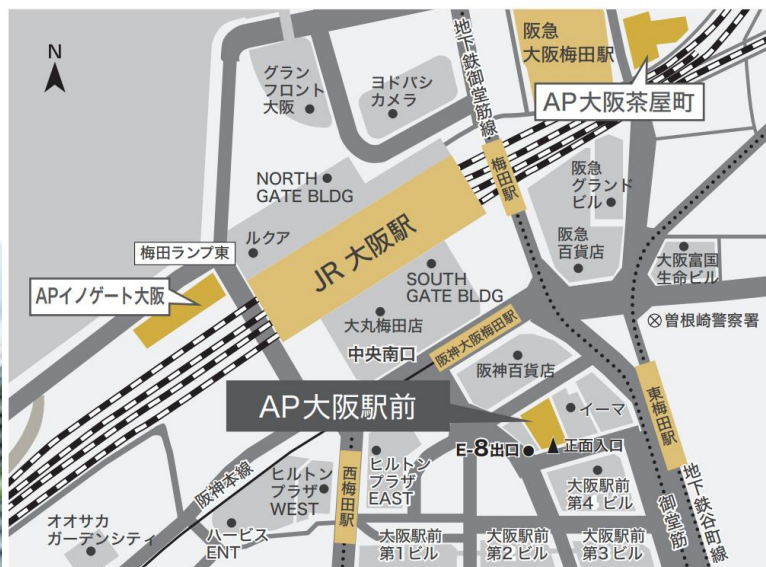 N
グラン
フロント
大阪
ヨドバシ
カメラ
地下鉄御堂筋線
阪急
大阪梅田駅
AP大阪茶屋町
NORTH
GATE BLDG
梅田駅
阪急
グランド
ビル
梅田ランプ東
ルクア
JR 大阪駅
阪急
百貨店
大阪富国
生命ビル
APイノゲート大阪
SOUTH
GATE BLDG
大丸梅田店
中央南口
阪神大阪梅田駅
曽根崎警察署
阪神百貨店
AP大阪駅前
イーマ
東梅田駅
E-8出口
正面入口
阪神本線
ヒルトン
プラザ
WEST
西梅田駅
ヒルトン
プラザ
EAST
大阪駅前
第4 ビル
御堂筋
地下鉄谷町線
オオサカ
ガーデンシティ
ハービス
ENT
大阪駅前
第1ビル
大阪駅前
第2 ビル
大阪駅前
第3ビル